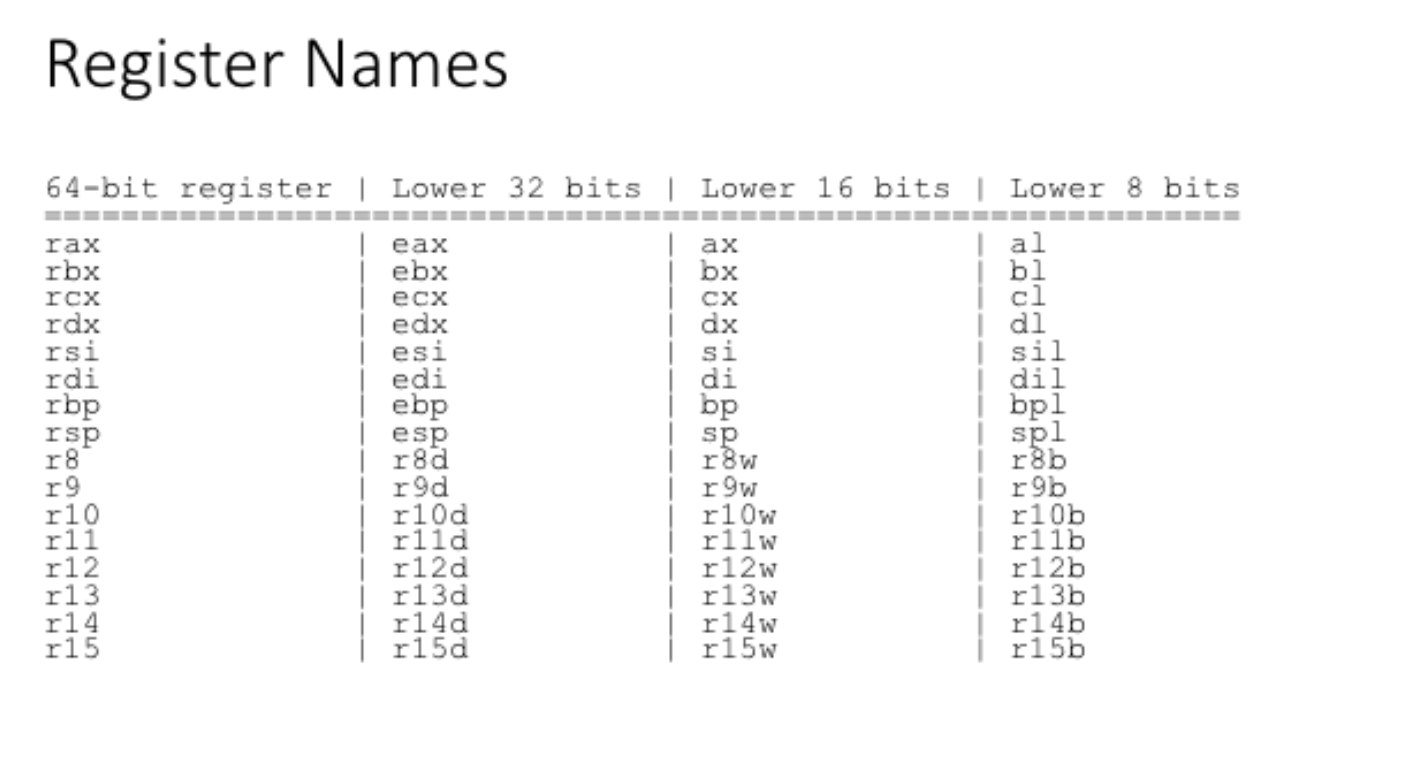 Register Names
64-bit register | Lower 32 bits | Lower 16 bits | Lower 8 bits
==============================================================
rax             | eax           | ax            | al
rbx             | ebx           | bx            | bl
rcx             | ecx           | cx            | cl
rdx             | edx           | dx            | dl
rsi             | esi           | si            | sil
rdi             | edi           | di            | dil
rbp             | ebp           | bp            | bpl
rsp             | esp           | sp            | spl
r8              | r8d           | r8w           | r8b
r9              | r9d           | r9w           | r9b
r10             | r10d          | r10w          | r10b
r11             | r11d          | r11w          | r11b
r12             | r12d          | r12w          | r12b
r13             | r13d          | r13w          | r13b
r14             | r14d          | r14w          | r14b
r15             | r15d          | r15w          | r15b